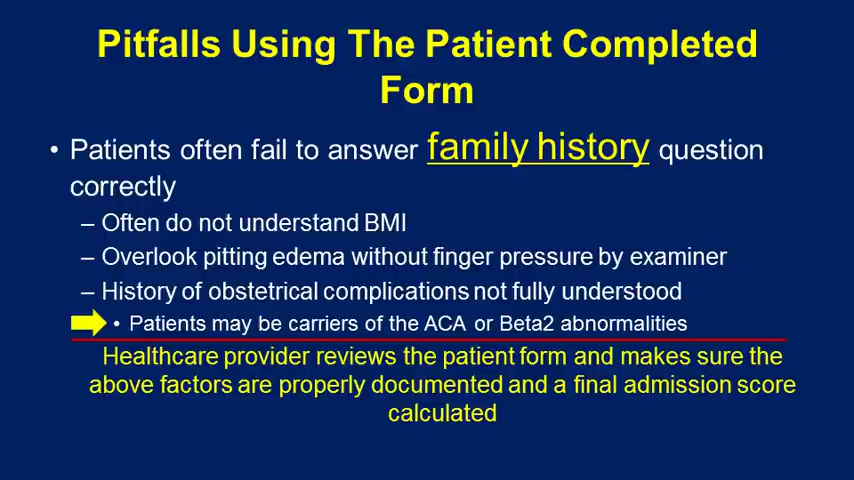 Pitfalls Using The Patient Completed
Form
• Patients often fail to answer family history question
correctly
– Often do not understand BMI
– Overlook pitting edema without finger pressure by examiner
– History of obstetrical complications not fully understood
• Patients may be carriers of the ACA or Beta2 abnormalities
Healthcare provider reviews the patient form and makes sure the
above factors are properly documented and a final admission score
calculated